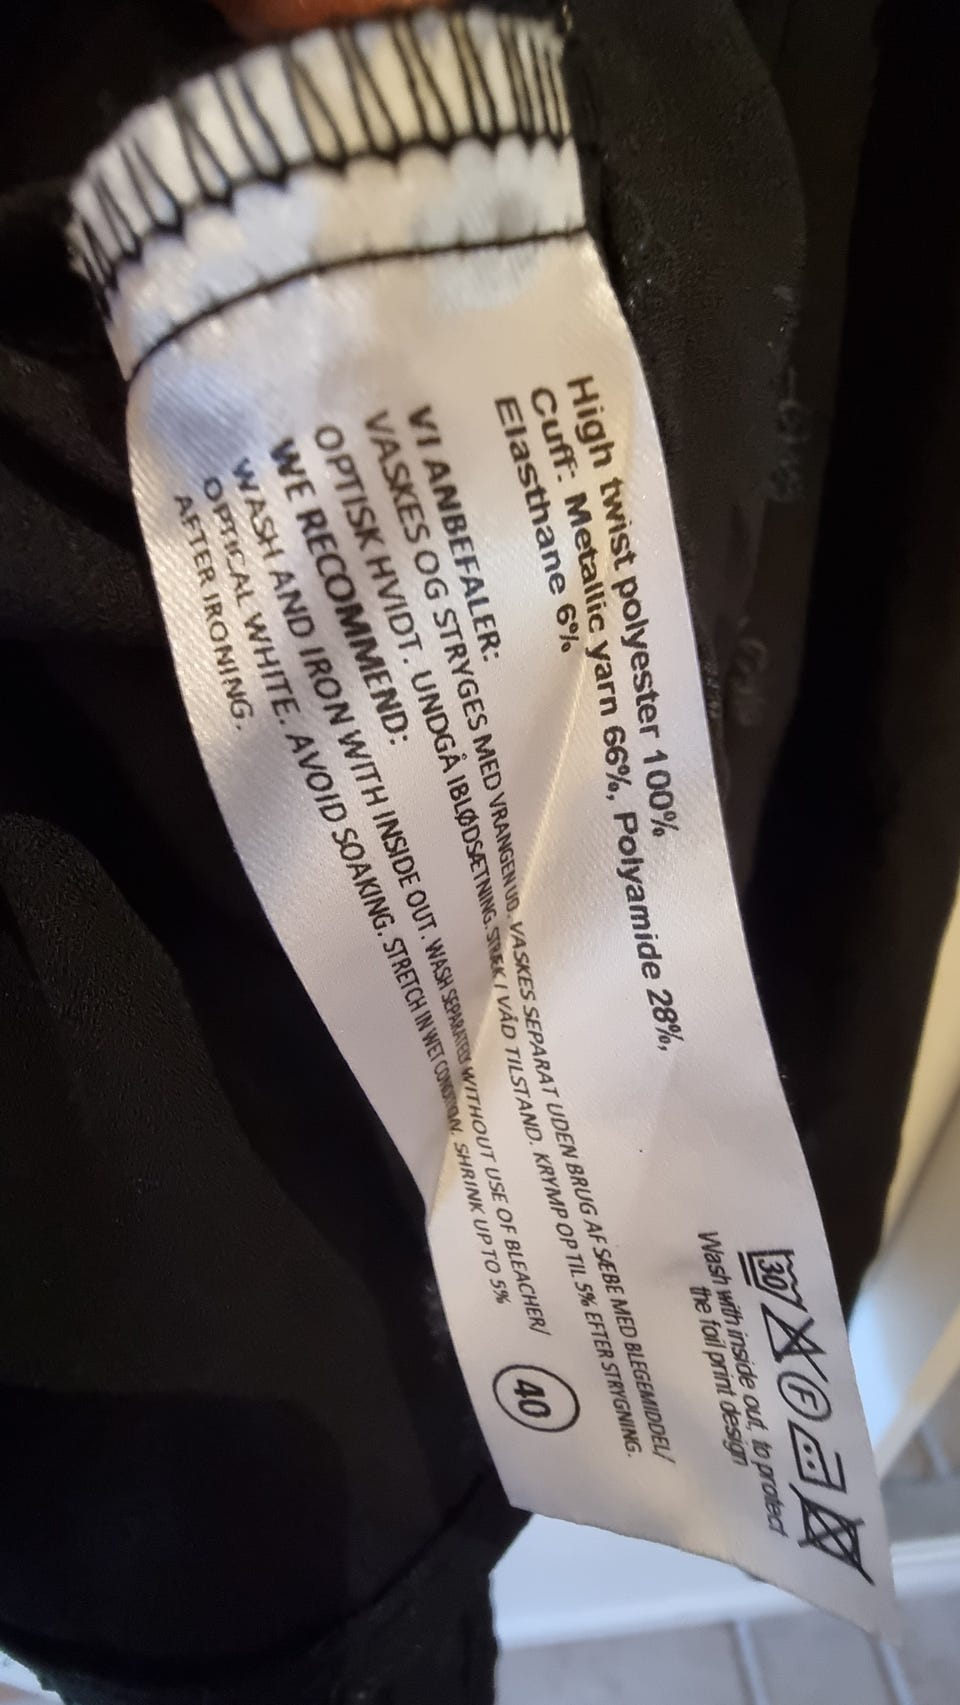 High twist polyester 100%
Cuff: Metallic yarn 66%, Polyamide 28%,
Elasthane 6%
VI ANBEFALER:
VASKES OG STRYGES MED VRANGEN UD. VASKES SEPARAT UDEN BRUG AF SÆBE MED BLEGEMIDDEL/
OPTISK HVIDT. UNDGÅ IBLØDSÆTNING. STRÆK I VÅD TILSTAND. KRYMP OP TIL 5% EFTER STRYGNING.
WE RECOMMEND:
WASH AND IRON WITH INSIDE OUT. WASH SEPARATELY WITHOUT USE OF BLEACHER/
OPTICAL WHITE. AVOID SOAKING. STRETCH IN WET CONDITION. SHRINK UP TO 5%
AFTER IRONING.
40
30 F
Wash with inside out, to protect
the foil print design